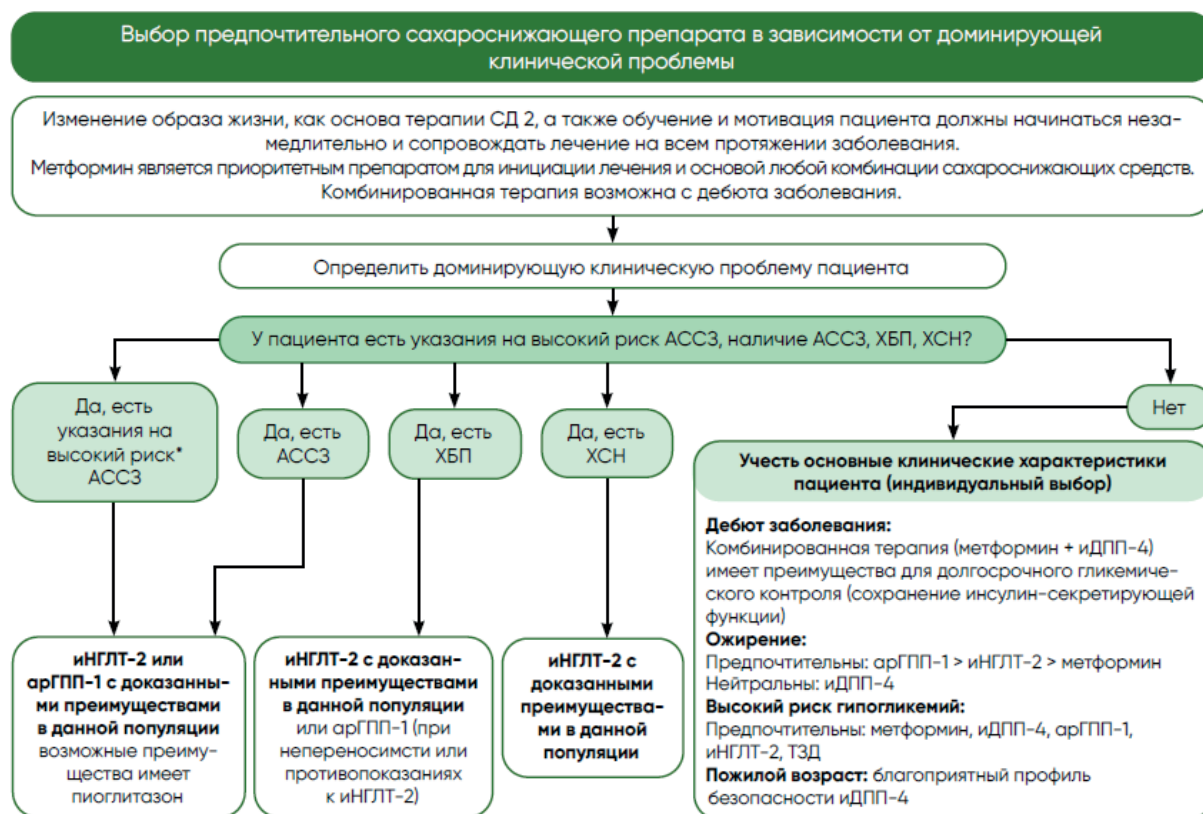 Выбор предпочтительного сахароснижающего препарата в зависимости от доминирующей
клинической проблемы
Изменение образа жизни, как основа терапии СД 2, а также обучение и мотивация пациента должны начинаться неза-
медлительно и сопровождать лечение на всем протяжении заболевания.
Метформин является приоритетным препаратом для инициации лечения и основой любой комбинации сахароснижающих средств.
Комбинированная терапия возможна с дебюта заболевания.
Определить доминирующую клиническую проблему пациента
У пациента есть указания на высокий риск АССЗ, наличие АССЗ, ХБП, ХСН?
Да, есть
указания на
высокий риск*
АССЗ
Да, есть
АССЗ
Да, есть
ХБП
Да, есть
ХСН
Нет
иНГЛТ-2 или
арГПП-1 с доказанны-
ми преимуществами
в данной популяции
возможные преиму-
щества имеет
пиоглитазон
иНГЛТ-2 с доказан-
ными преимуществами
в данной популяции
или арГПП-1 (при
непереносимсти или
противопоказаниях
к иНГЛТ-2)
иНГЛТ-2 с
доказанными
преимущества-
ми в данной
популяции
Учесть основные клинические характеристики
пациента (индивидуальный выбор)
Дебют заболевания:
Комбинированная терапия (метформин + иДПП-4)
имеет преимущества для долгосрочного гликемиче-
ского контроля (сохранение инсулин-секретирующей
функции)
Ожирение:
Предпочтительны: арГПП-1 > иНГЛТ-2 > метформин
Нейтральны: иДПП-4
Высокий риск гипогликемий:
Предпочтительны: метформин, иДПП-4, арГПП-1,
иНГЛТ-2, ТЗД
Пожилой возраст: благоприятный профиль
безопасности иДПП-4